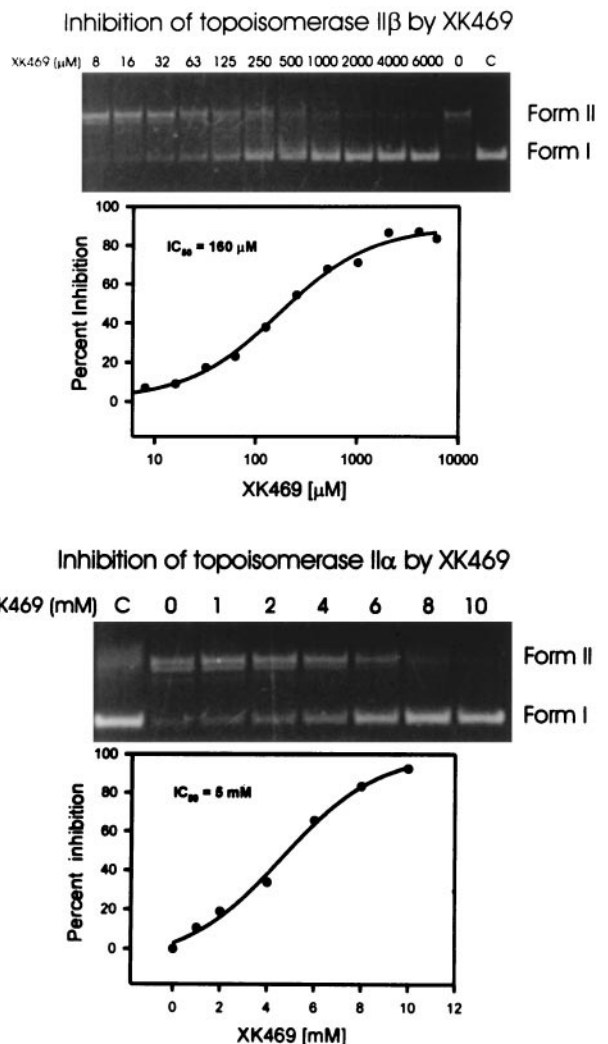 Inhibition of topoisomerase IIβ by XK469
XK469 (μM) 8 16 32 63 125 250 500 1000 2000 4000 6000 0 C
Form II
Form I
100
80
60
40
20
0
Percent Inhibition
IC50 = 160 μM
10 100 1000 10000
XK469 [μM]
Inhibition of topoisomerase IIα by XK469
K469 (mM) C 0 1 2 4 6 8 10
Form II
Form I
100
80
60
40
20
0
Percent inhibition
IC50 = 5 mM
0 2 4 6 8 10 12
XK469 [mM]